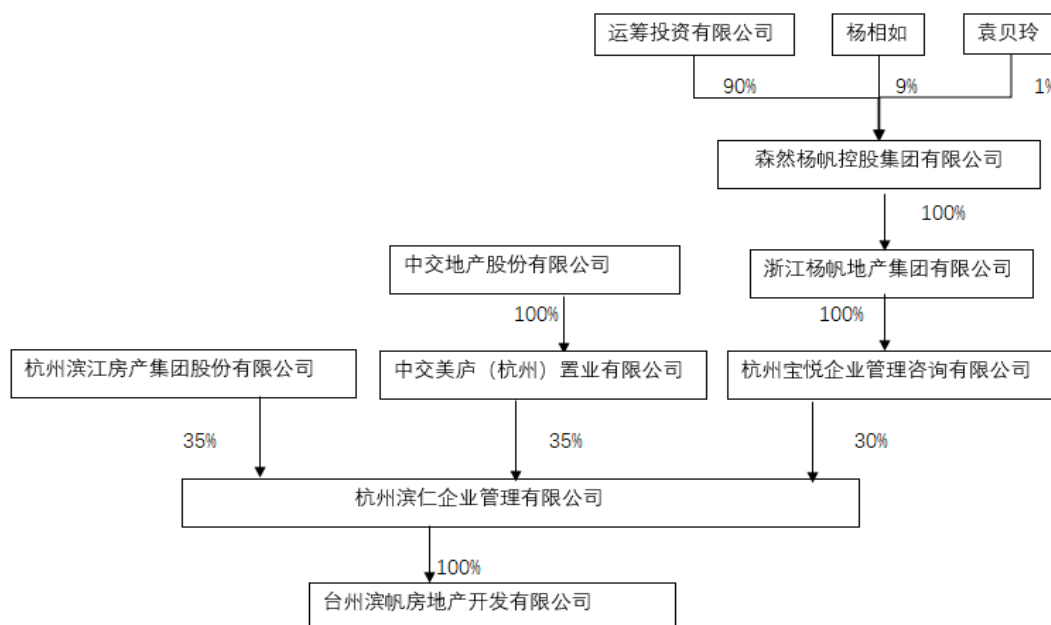 运筹投资有限公司
杨相如
袁贝玲
90%
9%
1%
森然杨帆控股集团有限公司
100%
中交地产股份有限公司
浙江杨帆地产集团有限公司
100%
100%
杭州滨江房产集团股份有限公司
中交美庐（杭州）置业有限公司
杭州宝悦企业管理咨询有限公司
35%
35%
30%
杭州滨仁企业管理有限公司
100%
台州滨帆房地产开发有限公司